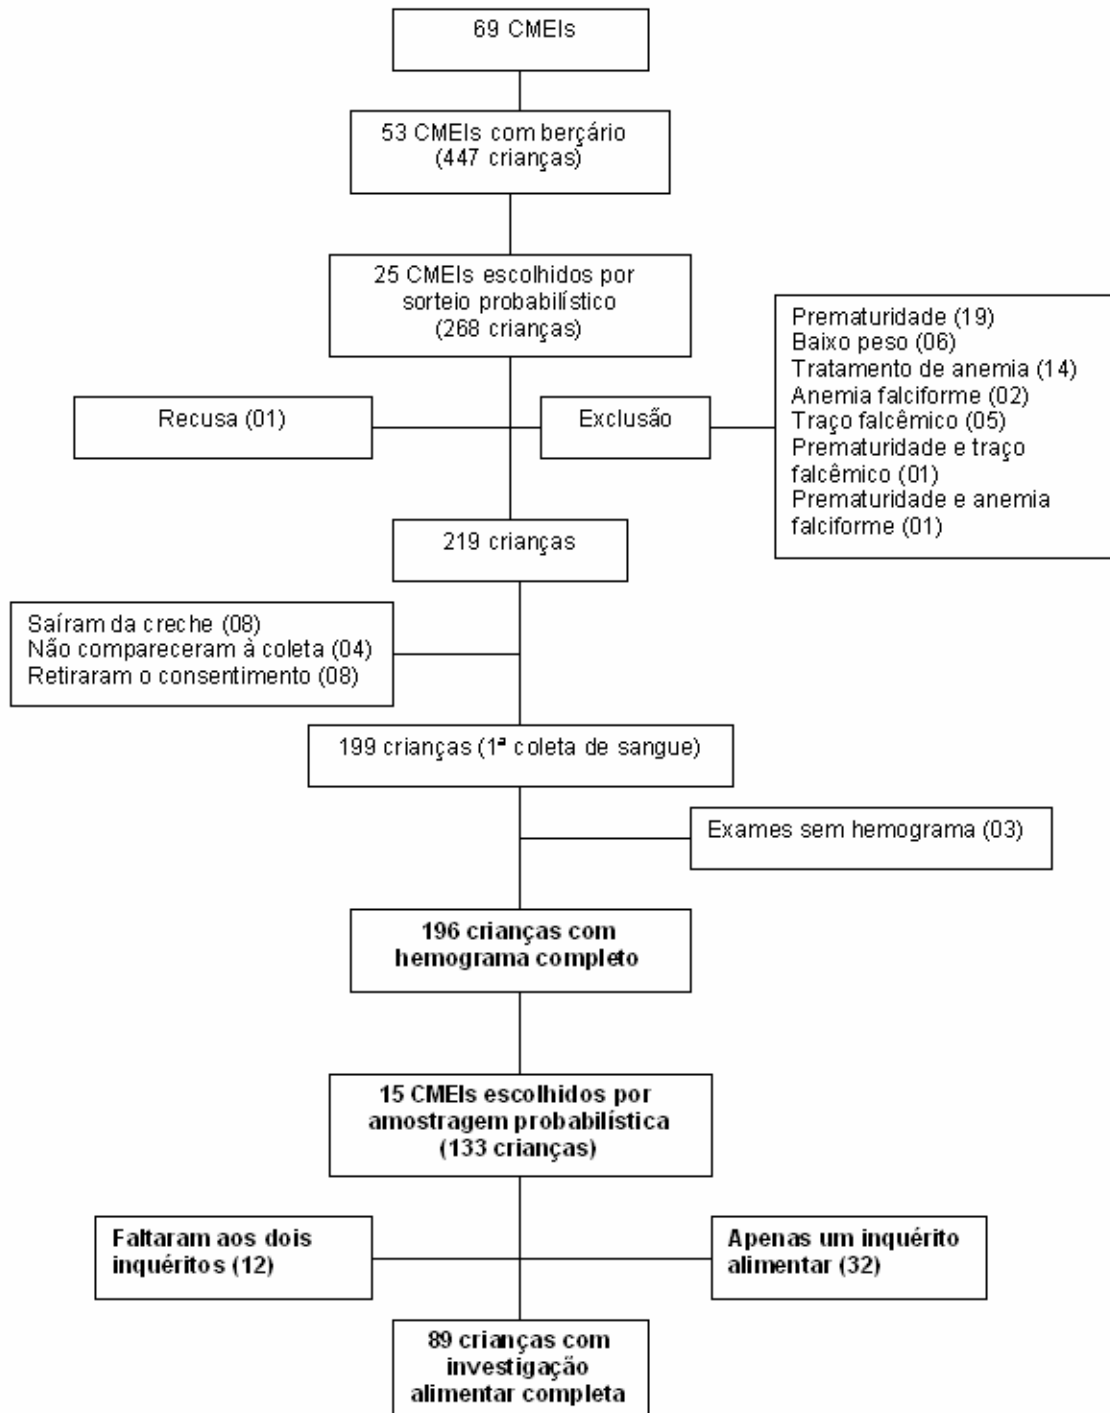 69 CMEIs
53 CMEIs com berçário
(447 crianças)
25 CMEIs escolhidos por
sorteio probabilístico
(268 crianças)
Prematuridade (19)
Baixo peso (06)
Tratamento de anemia (14)
Anemia falciforme (02)
Traço falcêmico (05)
Prematuridade e traço
falcêmico (01)
Prematuridade e anemia
falciforme (01)
Recusa (01)
Exclusão
219 crianças
Saíram da creche (08)
Não compareceram à coleta (04)
Retiraram o consentimento (08)
199 crianças (1ª coleta de sangue)
Exames sem hemograma (03)
196 crianças com
hemograma completo
15 CMEIs escolhidos por
amostragem probabilística
(133 crianças)
Faltaram aos dois
inquéritos (12)
Apenas um inquérito
alimentar (32)
89 crianças com
investigação
alimentar completa